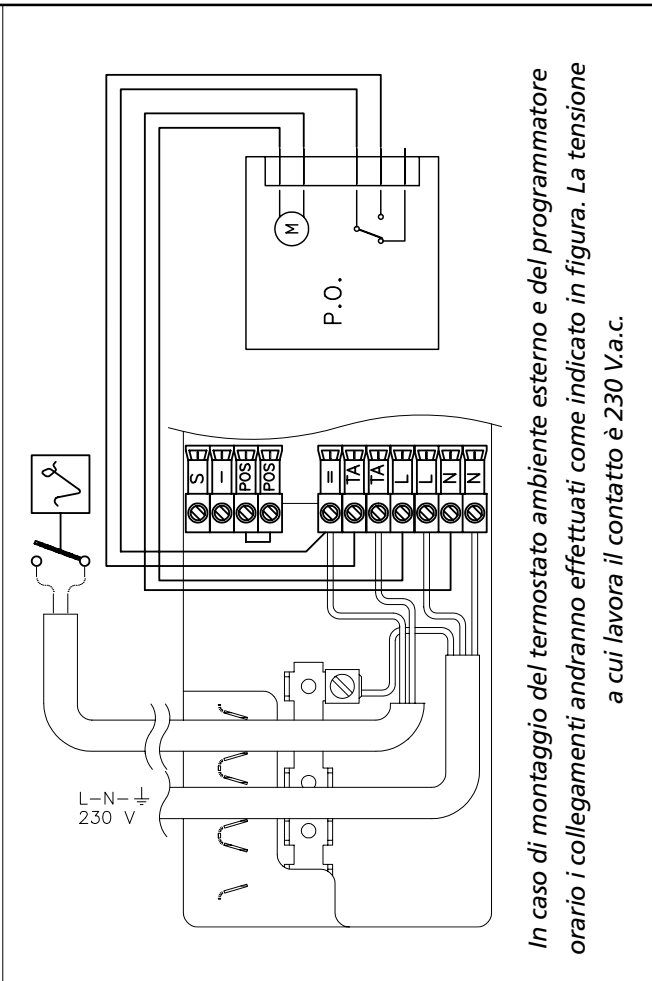 S
–
POS
POS
=
TA
TA
L
L
N
N
M
P.O.
L–N–⏚
230 V
In caso di montaggio del termostato ambiente esterno e del programmatore
orario i collegamenti andranno effettuati come indicato in figura. La tensione
a cui lavora il contatto è 230 V.a.c.